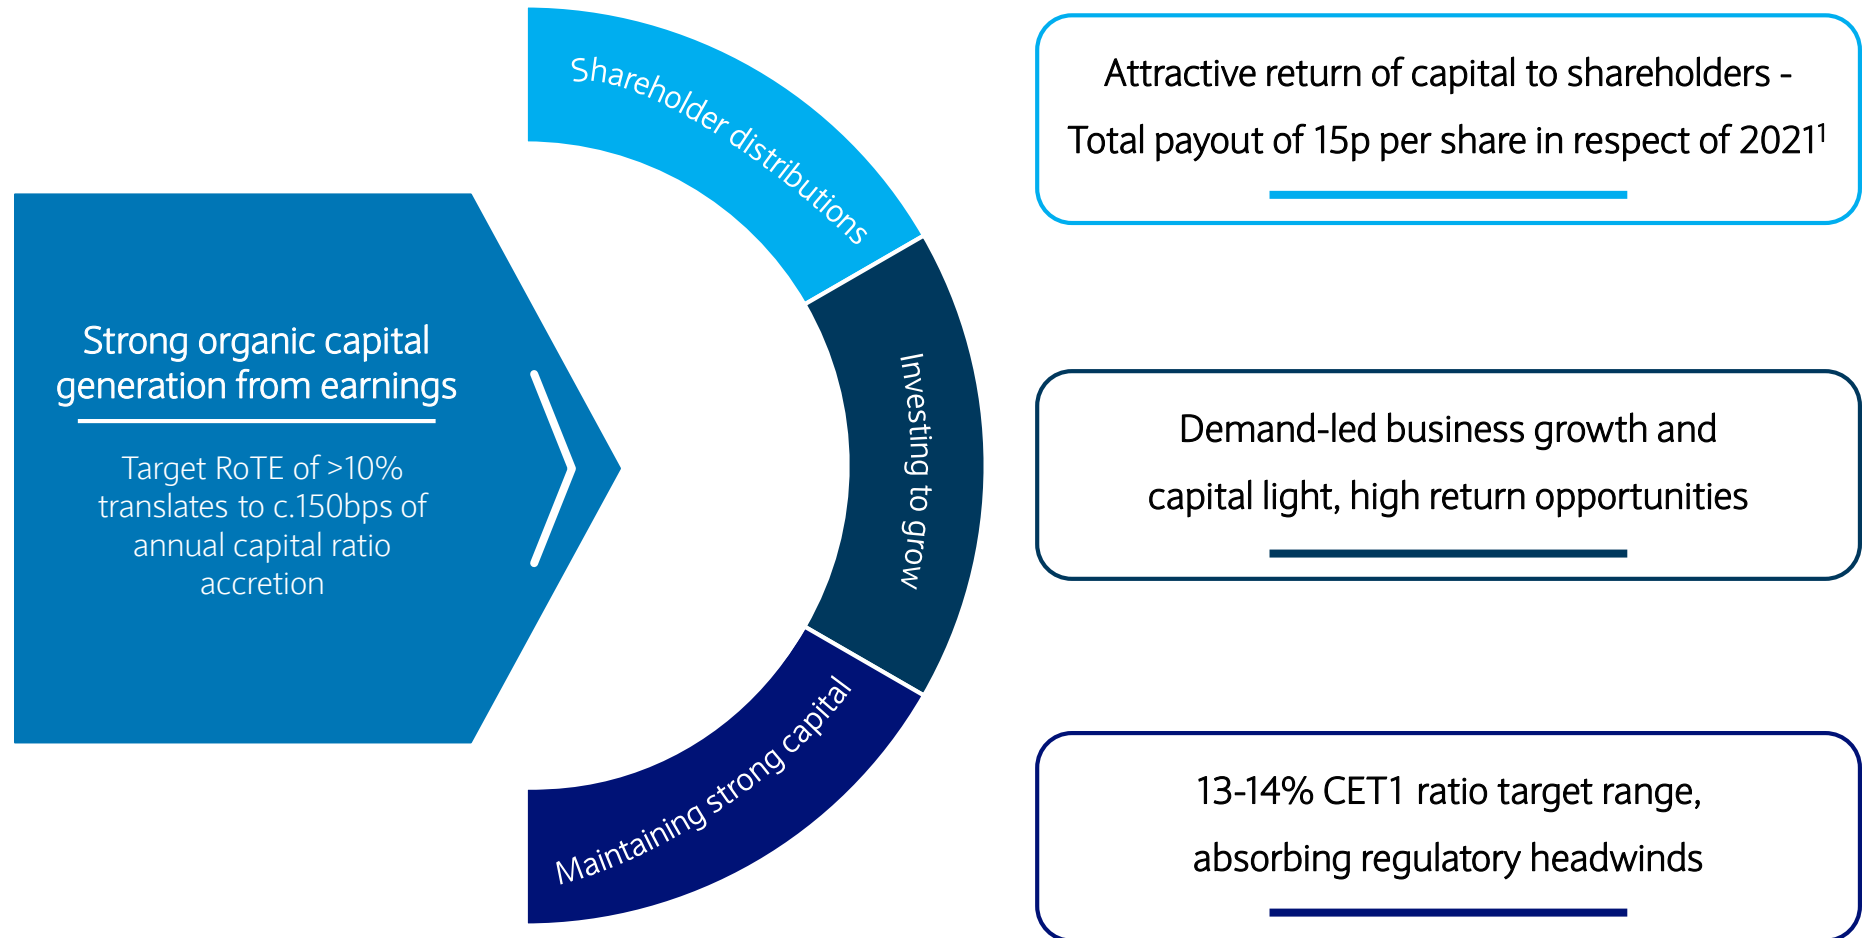 Strong organic capital
generation from earnings
Target RoTE of >10%
translates to c.150bps of
annual capital ratio
accretion
Shareholder distributions
Investing to grow
Maintaining strong capital
Attractive return of capital to shareholders -
Total payout of 15p per share in respect of 2021¹
Demand-led business growth and
capital light, high return opportunities
13-14% CET1 ratio target range,
absorbing regulatory headwinds